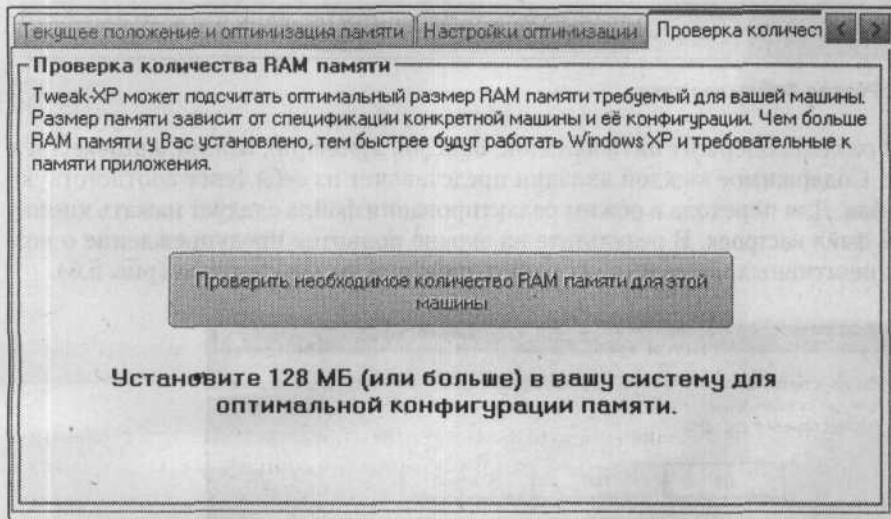 Текущее положение и оптимизация памяти Настройки оптимизации Проверка количест < >
Проверка количества RAM памяти
Tweak-XP может подсчитать оптимальный размер RAM памяти требуемый для вашей машины.
Размер памяти зависит от спецификации конкретной машины и её конфигурации. Чем больше
RAM памяти у Вас установлено, тем быстрее будут работать Windows XP и требовательные к
памяти приложения.
Проверить необходимое количество RAM памяти для этой
машины
Установите 128 МБ (или больше) в вашу систему для
оптимальной конфигурации памяти.